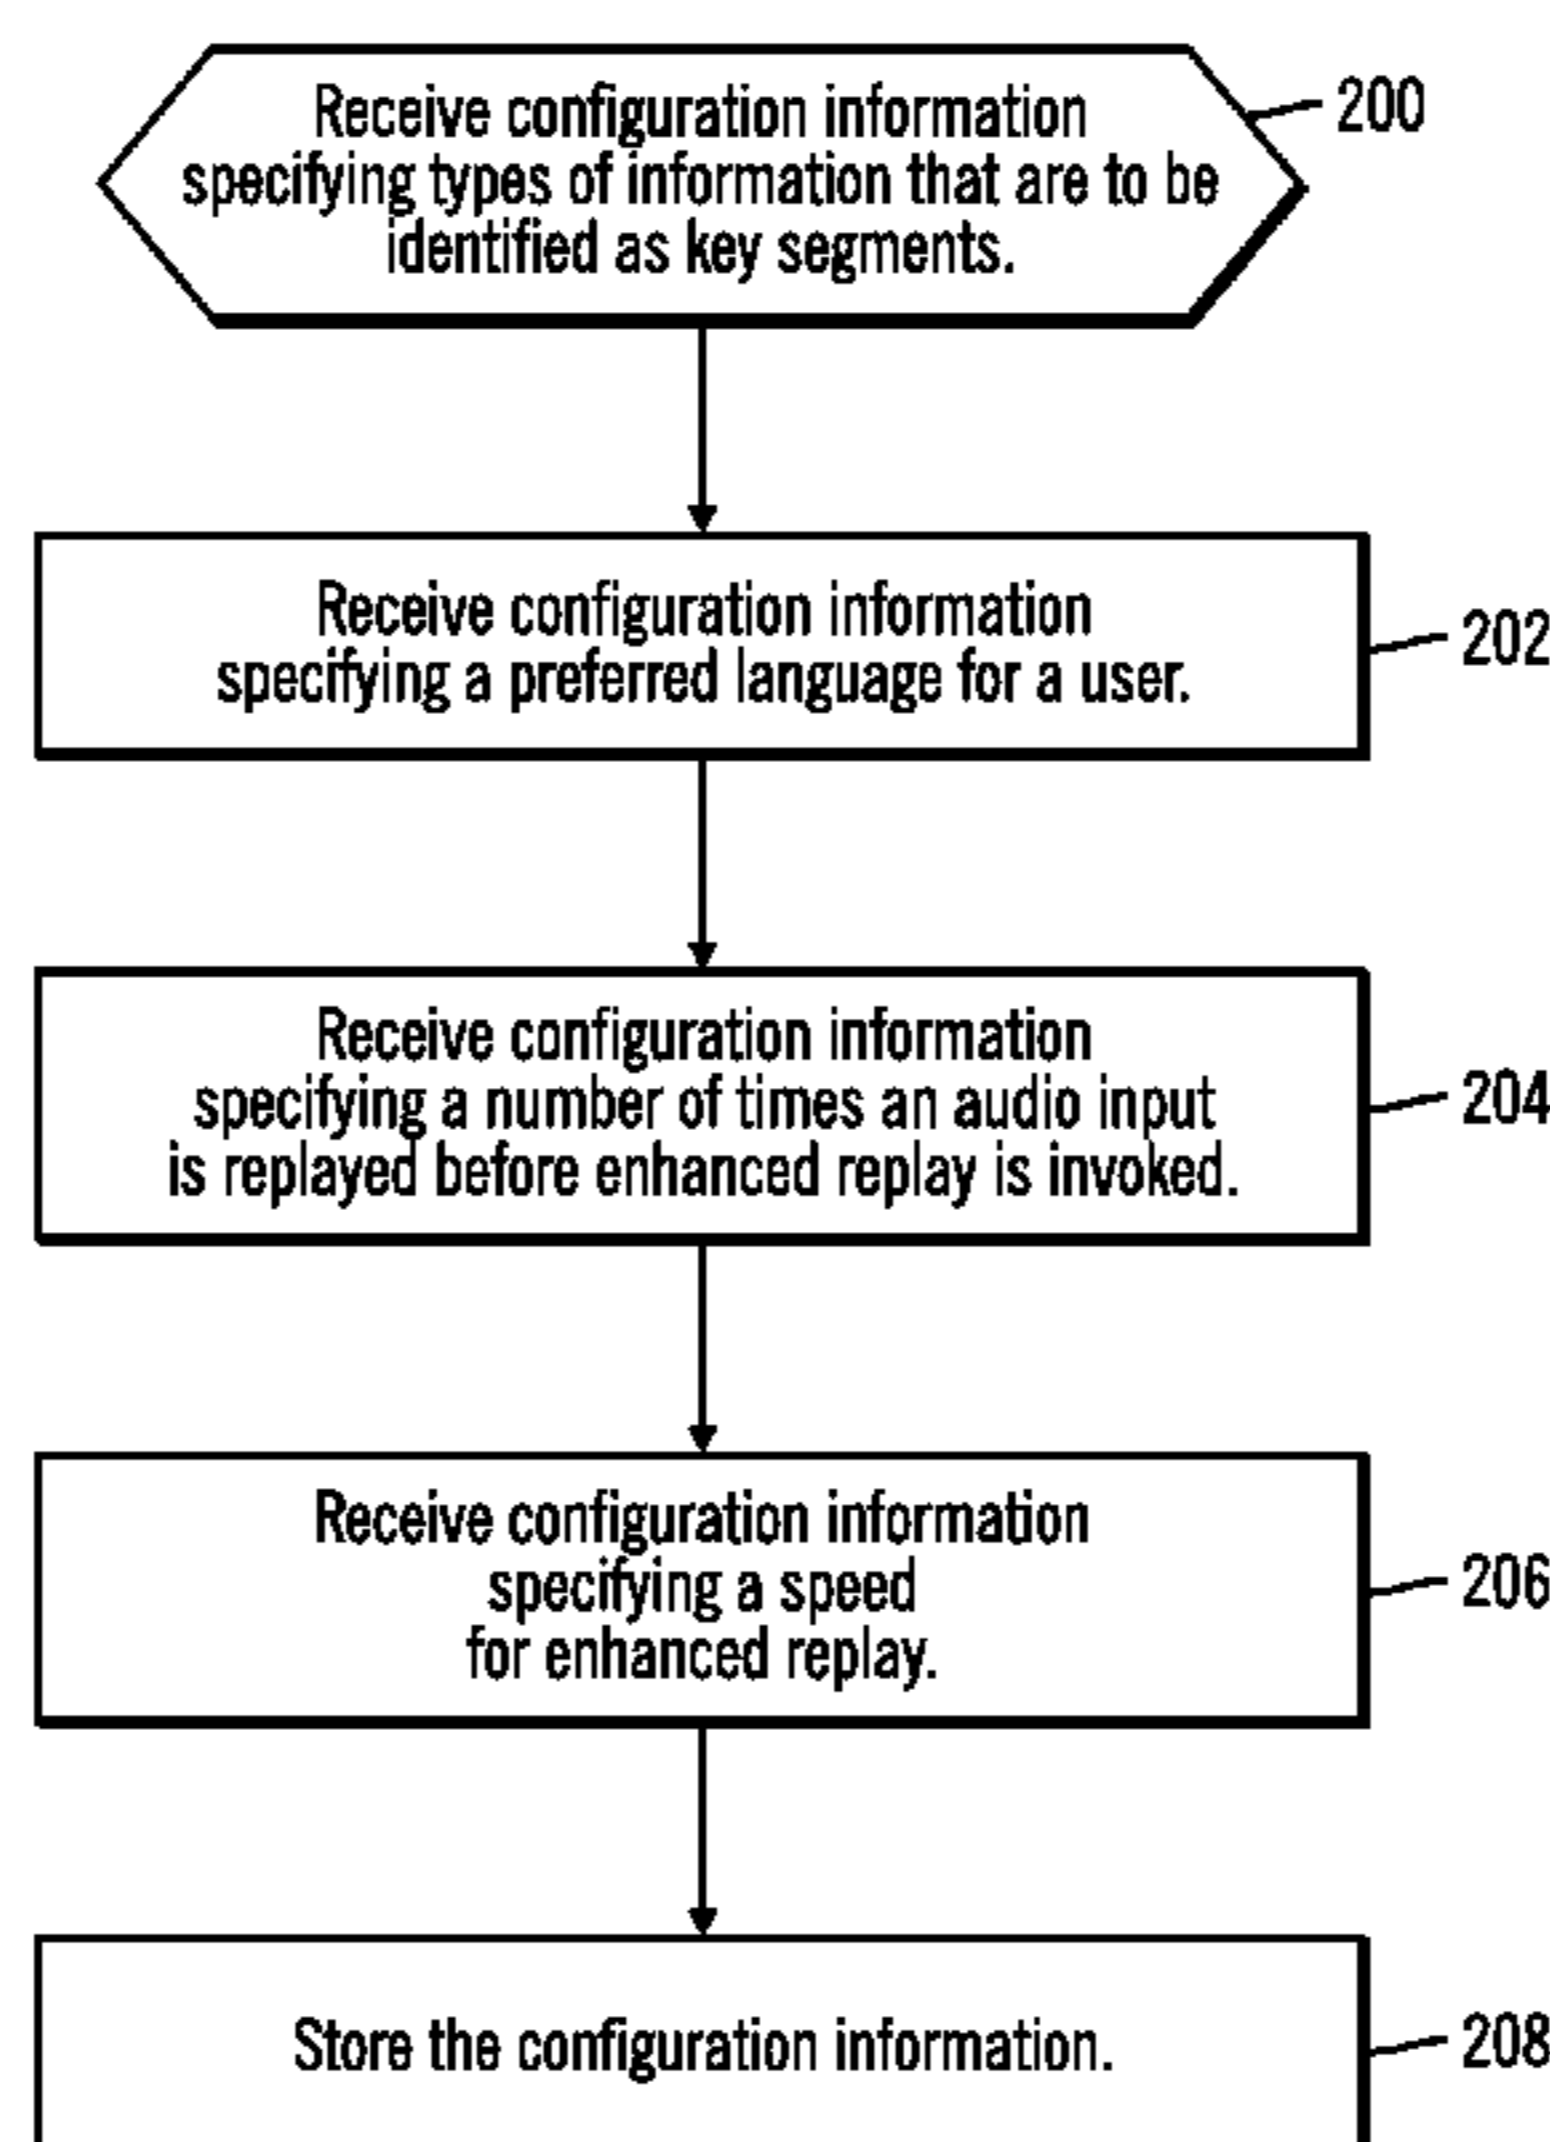 Receive configuration information
specifying types of information that are to be
identified as key segments.
200
Receive configuration information
specifying a preferred language for a user.
202
Receive configuration information
specifying a number of times an audio input
is replayed before enhanced replay is invoked.
204
Receive configuration information
specifying a speed
for enhanced replay.
206
Store the configuration information.
208